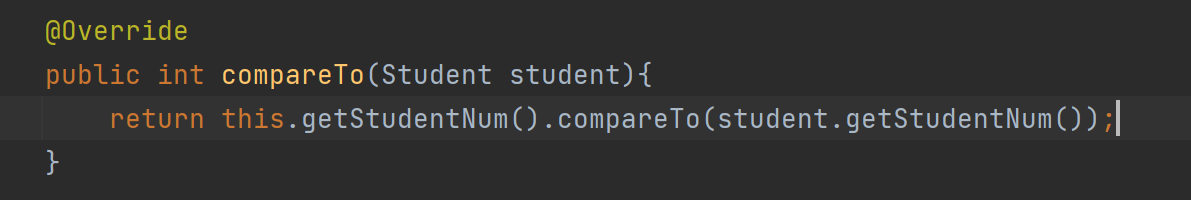 @Override
public int compareTo(Student student){
return this.getStudentNum().compareTo(student.getStudentNum());
}